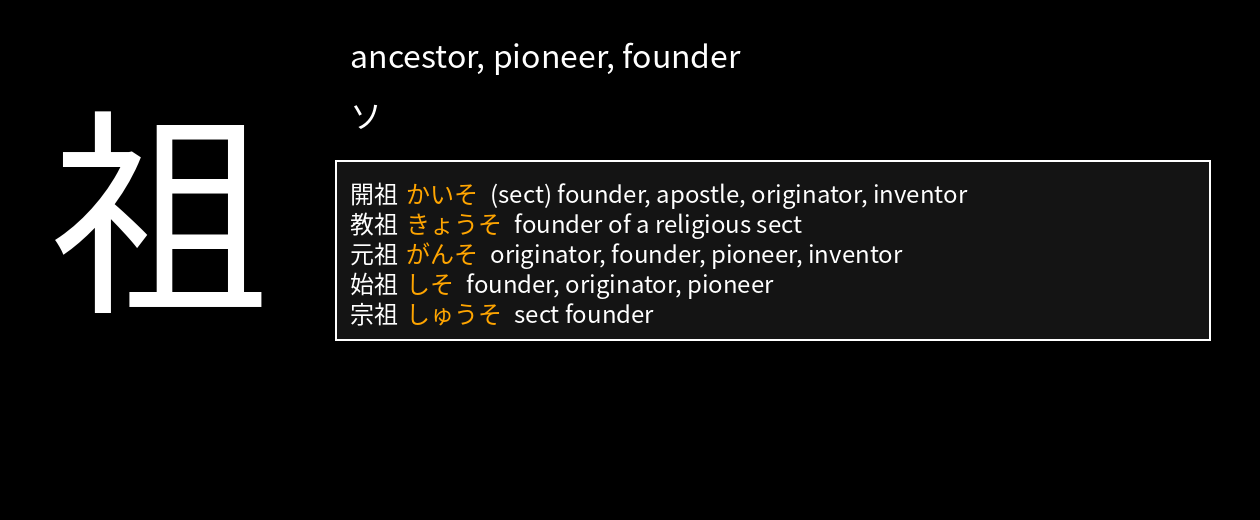 祖
ancestor, pioneer, founder
ソ
開祖 かいそ (sect) founder, apostle, originator, inventor
教祖 きょうそ founder of a religious sect
元祖 がんそ originator, founder, pioneer, inventor
始祖 しそ founder, originator, pioneer
宗祖 しゅうそ sect founder